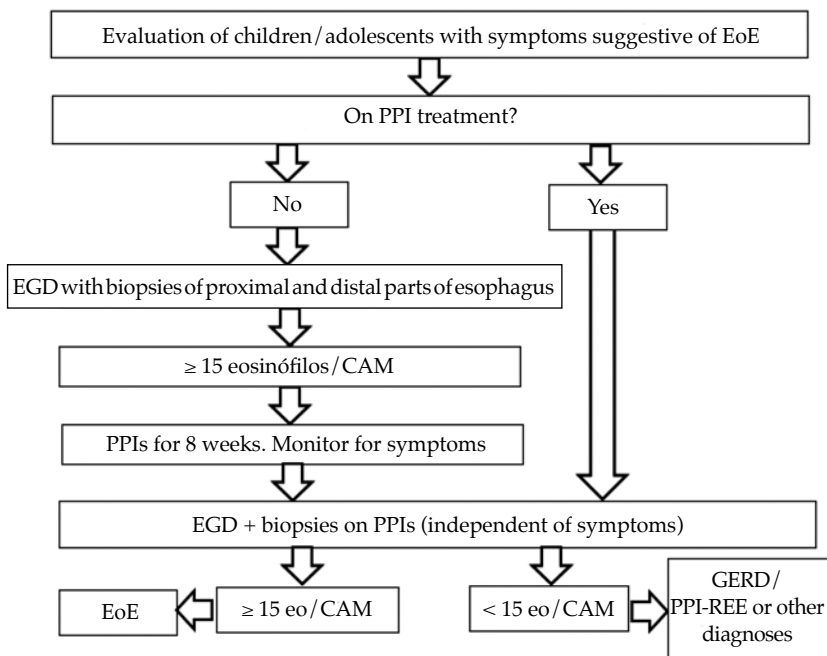 Evaluation of children/adolescents with symptoms suggestive of EoE
On PPI treatment?
No
Yes
EGD with biopsies of proximal and distal parts of esophagus
≥ 15 eosinófilos/CAM
PPIs for 8 weeks. Monitor for symptoms
EGD + biopsies on PPIs (independent of symptoms)
EoE
≥ 15 eo/CAM
< 15 eo/CAM
GERD/
PPI-REE or other
diagnoses